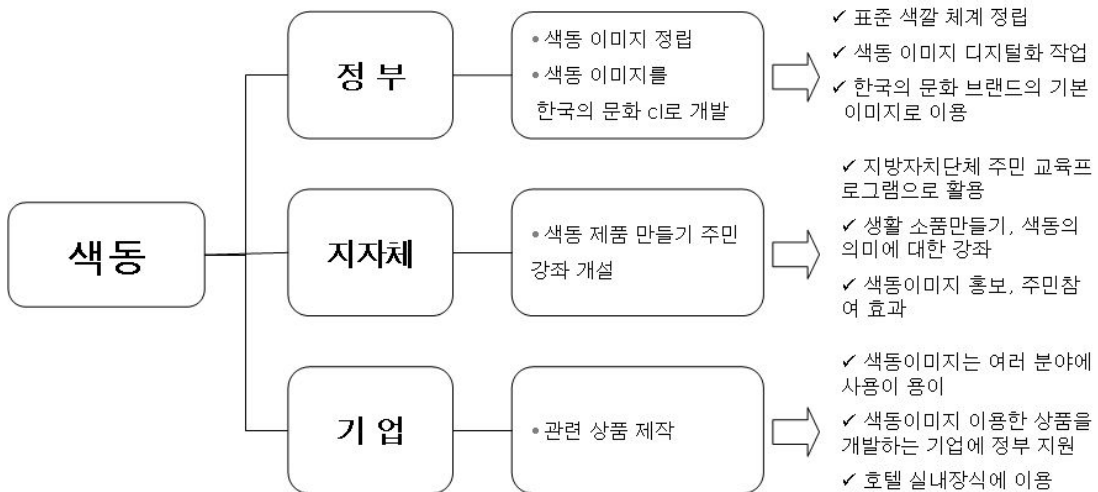 색동
정 부
• 색동 이미지 정립
• 색동 이미지를
한국의 문화 CI로 개발
✓ 표준 색깔 체계 정립
✓ 색동 이미지 디지털화 작업
✓ 한국의 문화 브랜드의 기본
이미지로 이용
지자체
• 색동 제품 만들기 주민
강좌 개설
✓ 지방자치단체 주민 교육프
로그램으로 활용
✓ 생활 소품만들기, 색동의
의미에 대한 강좌
✓ 색동이미지 홍보, 주민참
여 효과
기 업
• 관련 상품 제작
✓ 색동이미지는 여러 분야에
사용이 용이
✓ 색동이미지 이용한 상품을
개발하는 기업에 정부 지원
✓ 호텔 실내장식에 이용